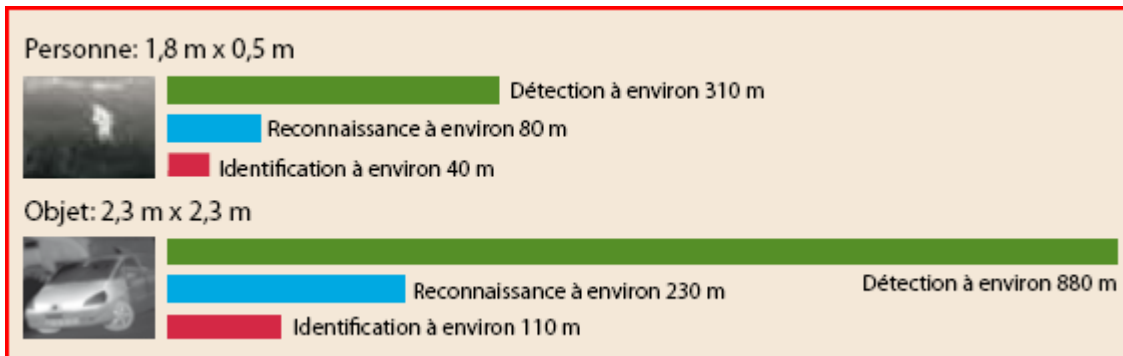 Personne: 1,8 m x 0,5 m
Détection à environ 310 m
Reconnaissance à environ 80 m
Identification à environ 40 m
Objet: 2,3 m x 2,3 m
Détection à environ 880 m
Reconnaissance à environ 230 m
Identification à environ 110 m